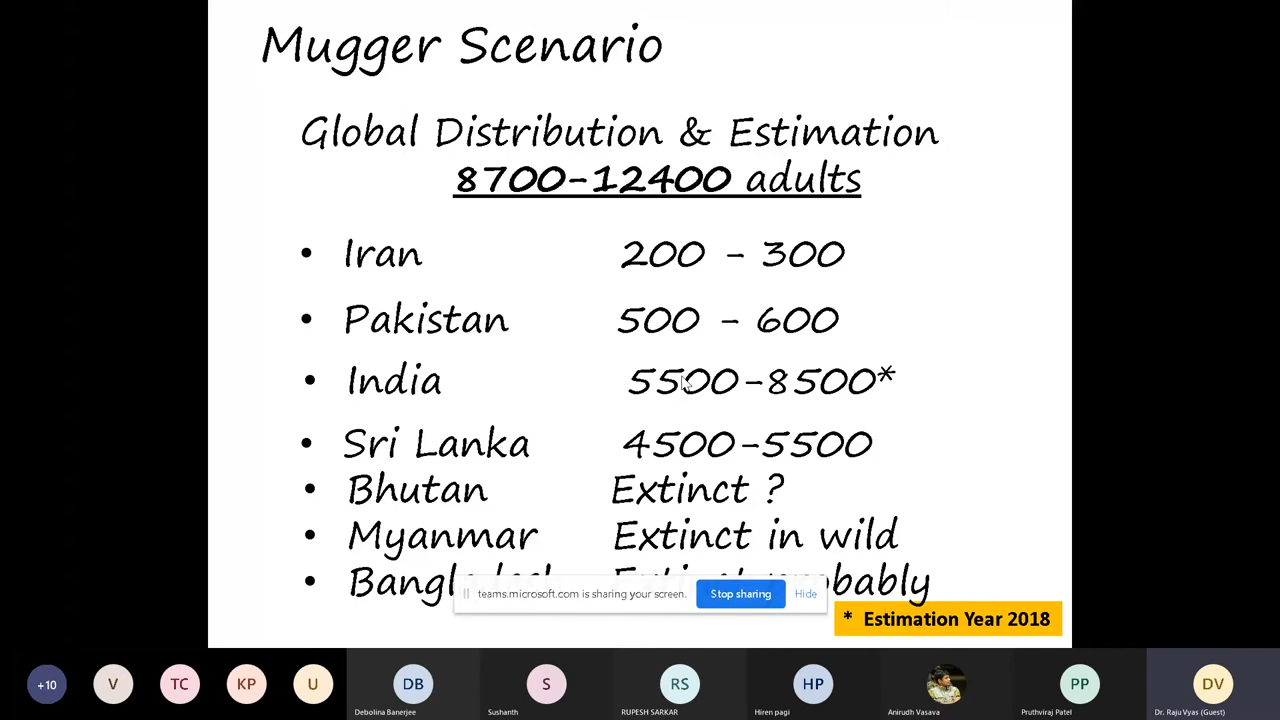 Mugger Scenario
Global Distribution & Estimation
8700-12400 adults
• Iran 200 - 300
• Pakistan 500 - 600
• India 5500-8500*
• Sri Lanka 4500-5500
• Bhutan Extinct ?
• Myanmar Extinct in wild
• Bangladesh Extinct probably
teams.microsoft.com is sharing your screen. Stop sharing Hide
* Estimation Year 2018
+10 V TC KP U DB S RS HP PP DV
Debolina Banerjee Sushanth RUPESH SARKAR Hiren pagi Anirudh Vasava Pruthviraj Patel Dr. Raju Vyas (Guest)